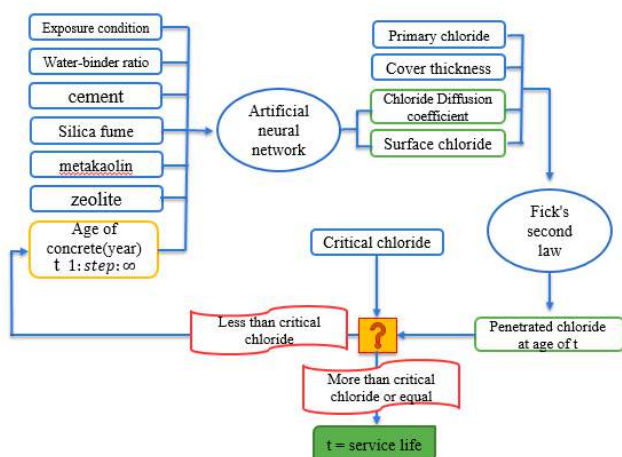 Exposure condition
Water-binder ratio
cement
Silica fume
metakaolin
zeolite
Age of
concrete(year)
t 1:step:∞
Artificial
neural
network
Primary chloride
Cover thickness
Chloride Diffusion
coefficient
Surface chloride
Fick's
second
law
Critical chloride
Less than critical
chloride
?
Penetrated chloride
at age of t
More than critical
chloride or equal
t = service life